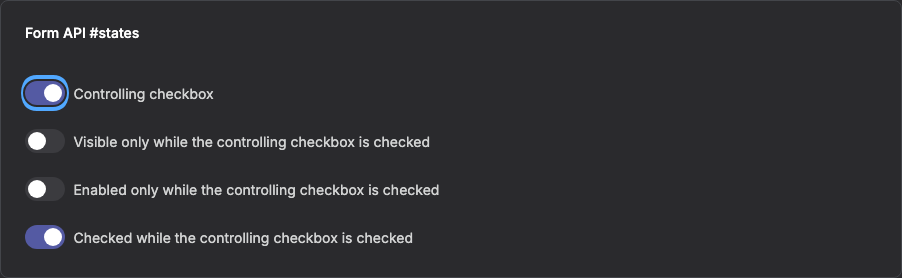 Form API #states
Controlling checkbox
Visible only while the controlling checkbox is checked
Enabled only while the controlling checkbox is checked
Checked while the controlling checkbox is checked